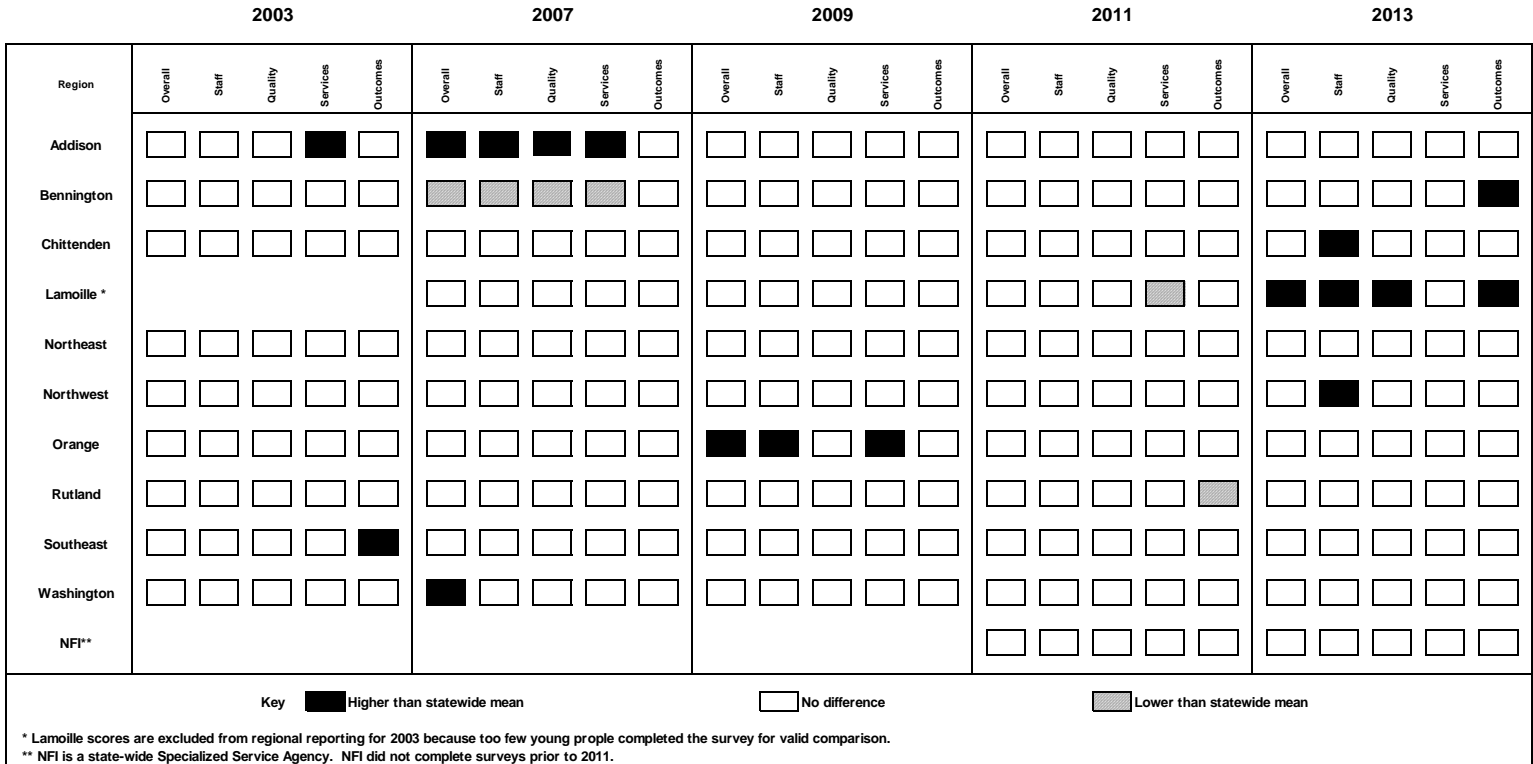 2003 2007 2009 2011 2013
Region Overall Staff Quality Services Outcomes Overall Staff Quality Services Outcomes Overall Staff Quality Services Outcomes Overall Staff Quality Services Outcomes Overall Staff Quality Services Outcomes
Addison
Bennington
Chittenden
Lamoille *
Northeast
Northwest
Orange
Rutland
Southeast
Washington
NFI**
Key Higher than statewide mean No difference Lower than statewide mean
* Lamoille scores are excluded from regional reporting for 2003 because too few young prople completed the survey for valid comparison.
** NFI is a state-wide Specialized Service Agency. NFI did not complete surveys prior to 2011.